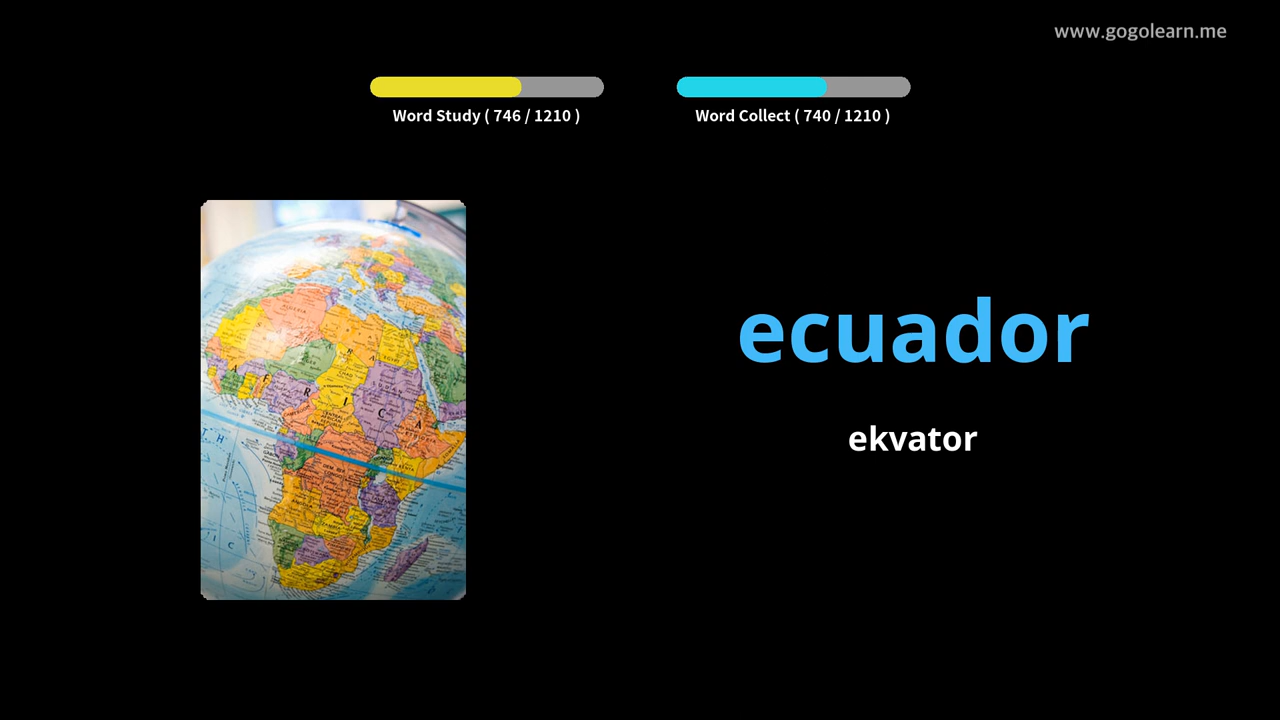 www.gogolearn.me
Word Study ( 746 / 1210 )
Word Collect ( 740 / 1210 )
ecuador
ekvator
A F R I C A